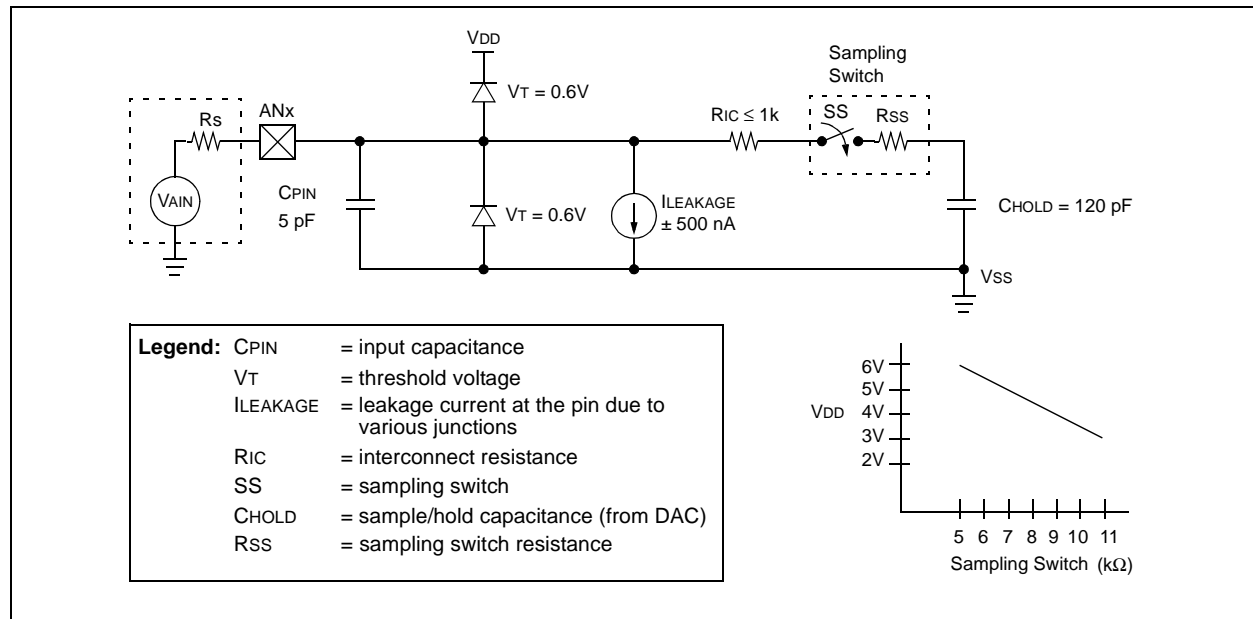 VDD
Sampling
Switch
VT = 0.6V
ANx
RIC ≤ 1k
SS
RSS
Rs
VAIN
CPIN
5 pF
VT = 0.6V
ILEAKAGE
± 500 nA
CHOLD = 120 pF
VSS
Legend: CPIN = input capacitance
VT = threshold voltage
ILEAKAGE = leakage current at the pin due to
various junctions
RIC = interconnect resistance
SS = sampling switch
CHOLD = sample/hold capacitance (from DAC)
RSS = sampling switch resistance
6V
5V
VDD 4V
3V
2V
5 6 7 8 9 10 11
Sampling Switch (kΩ)